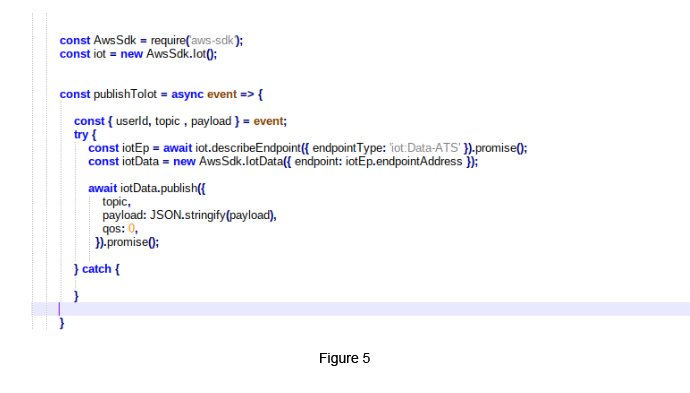 const AwsSdk = require('aws-sdk');
const iot = new AwsSdk.Iot();
const publishToIot = async event => {
const { userId, topic , payload } = event;
try {
const iotEp = await iot.describeEndpoint({ endpointType: 'iot:Data-ATS' }).promise();
const iotData = new AwsSdk.IotData({ endpoint: iotEp.endpointAddress });
await iotData.publish({
topic,
payload: JSON.stringify(payload),
qos: 0,
}).promise();
} catch {
}
}
Figure 5